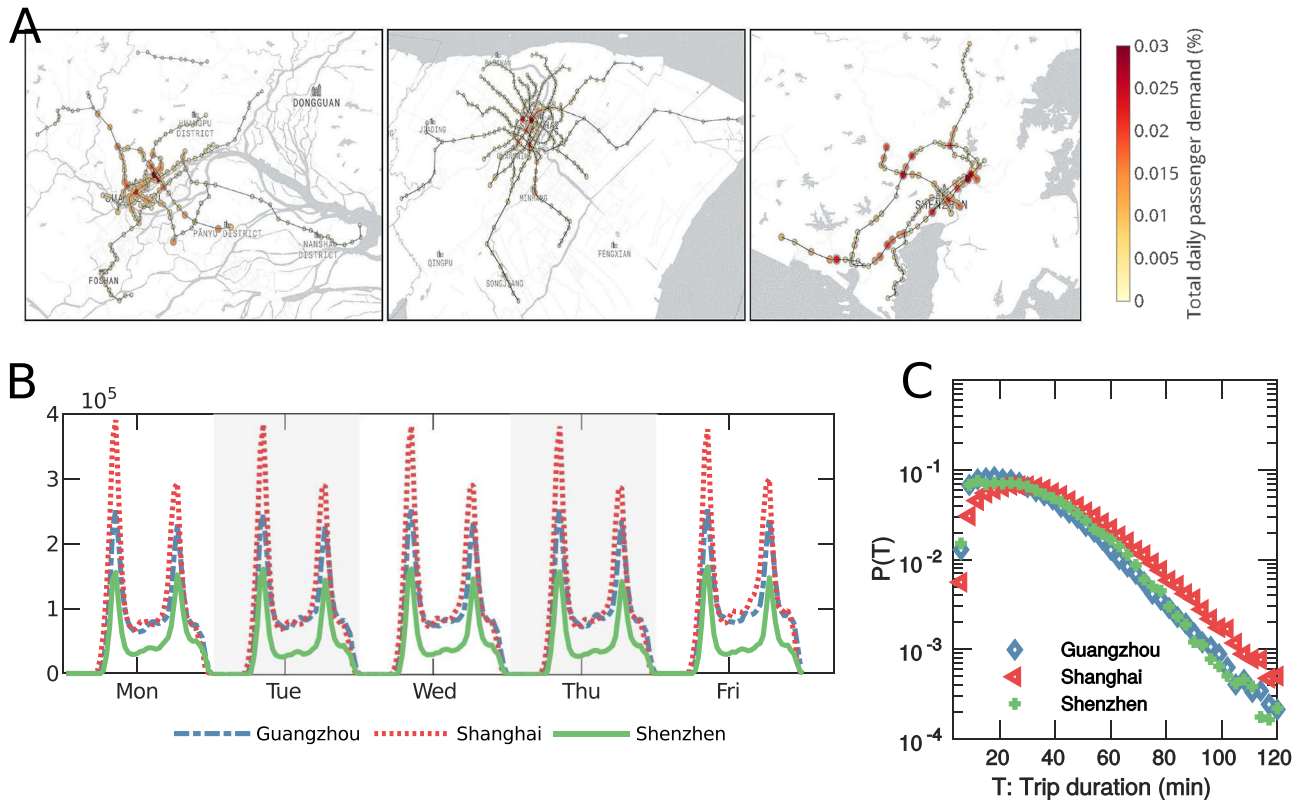 A
DONGGUAN
HUANGPU
DISTRICT
PANYU DISTRICT
NANSHA
DISTRICT
FOSHAN
BAOSHAN
JIADING
MINHANG
QINGPU
FENGXIAN
SONGJIANG
SHENZHEN
0.03
0.025
0.02
0.015
0.01
0.005
0
Total daily passenger demand (%)
B
10^5
4
3
2
1
0
Mon Tue Wed Thu Fri
Guangzhou Shanghai Shenzhen
C
10^-1
10^-2
10^-3
10^-4
P(T)
Guangzhou
Shanghai
Shenzhen
20 40 60 80 100 120
T: Trip duration (min)